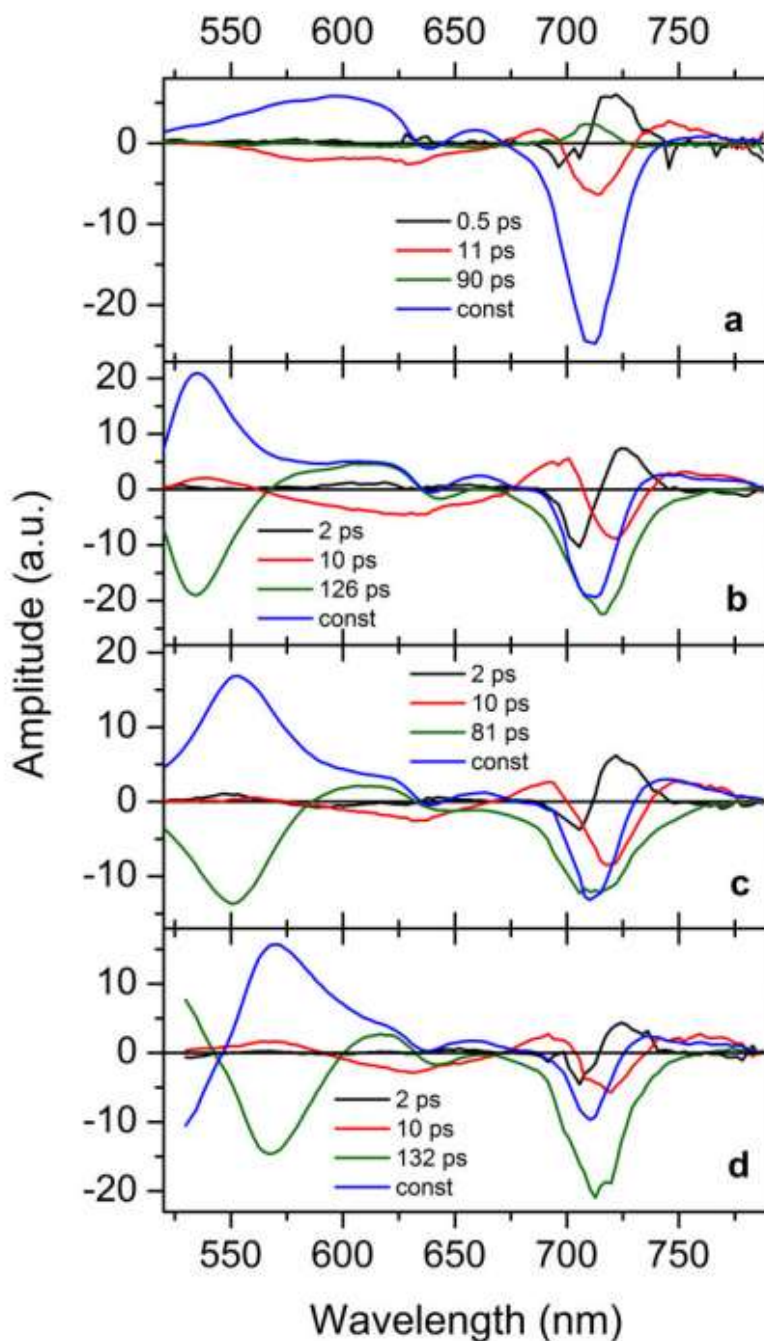 550 600 650 700 750
0
-10
-20
0.5 ps
11 ps
90 ps
const
a
20
10
0
-10
-20
2 ps
10 ps
126 ps
const
b
20
10
0
-10
2 ps
10 ps
81 ps
const
c
10
0
-10
-20
2 ps
10 ps
132 ps
const
d
550 600 650 700 750
Wavelength (nm)
Amplitude (a.u.)